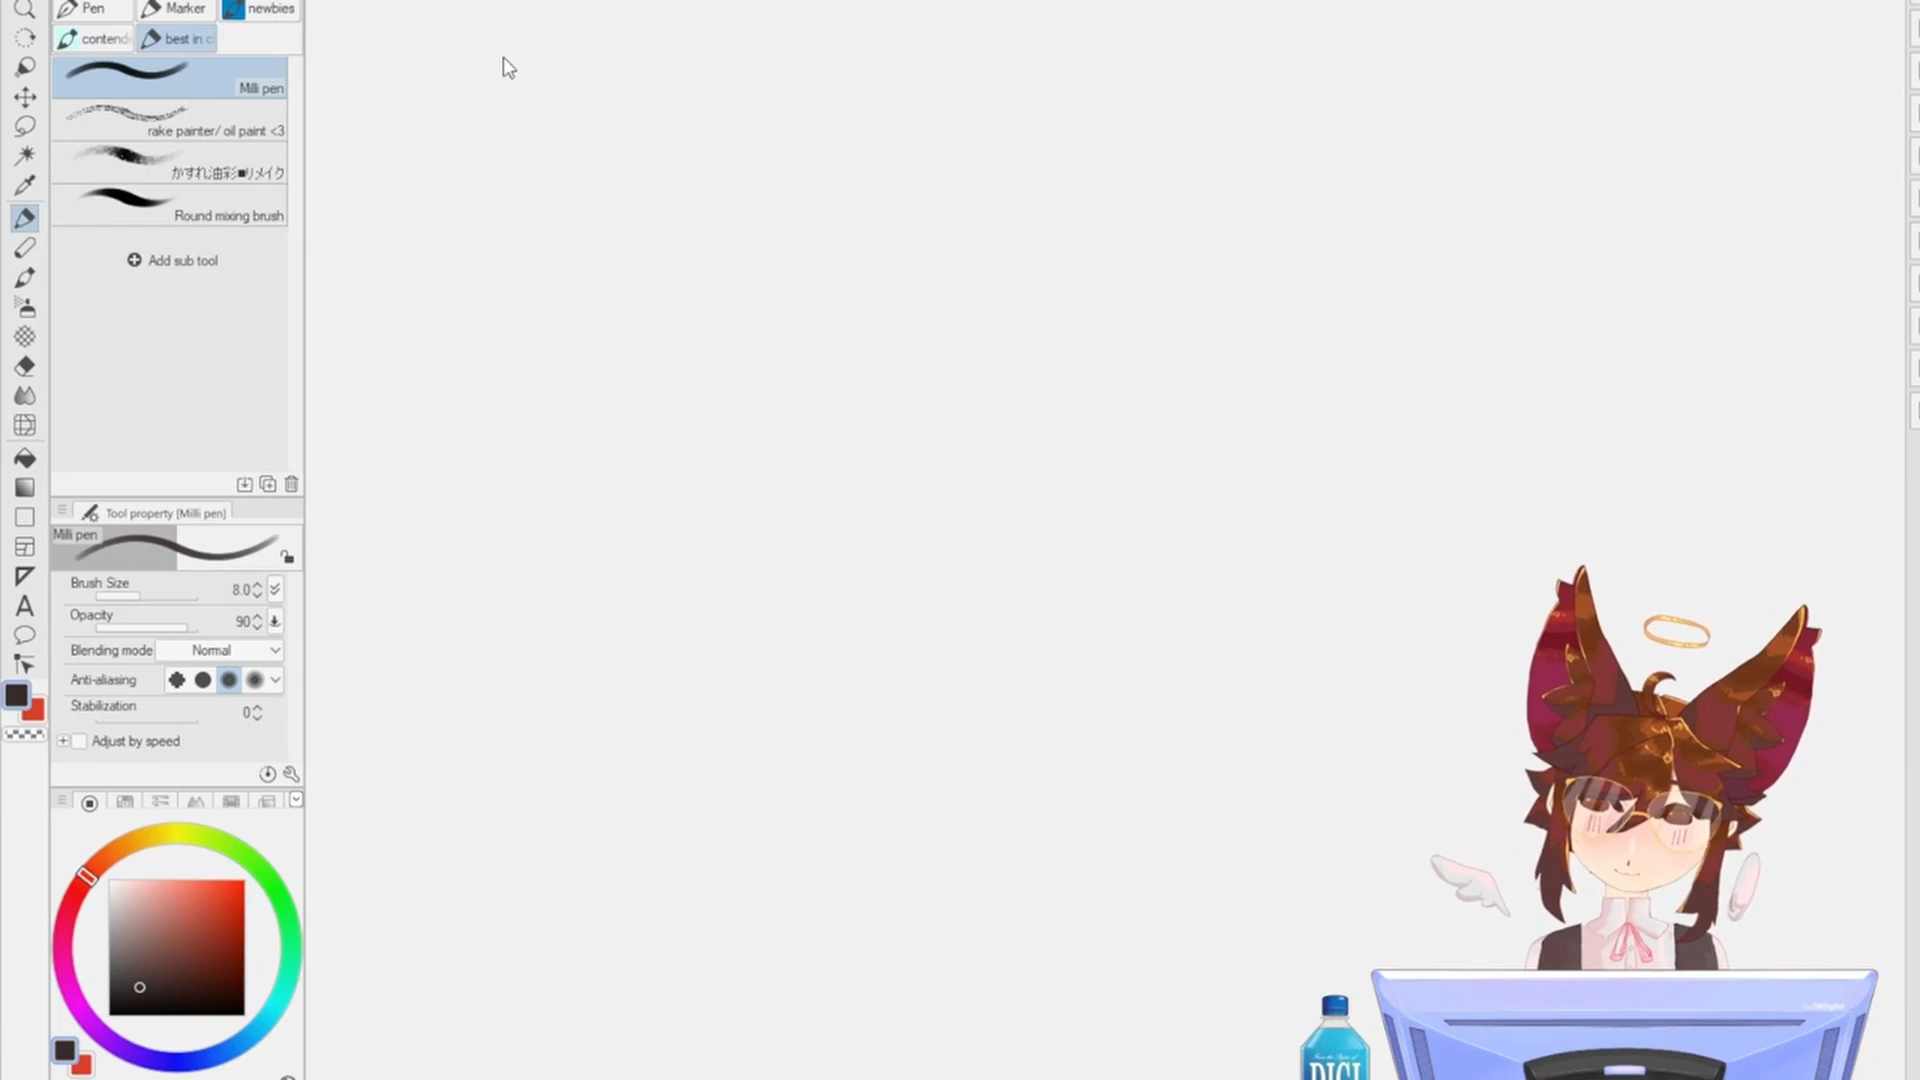 Pen
Marker
newbies
contend
best in c
Milli pen
rake painter/ oil paint <3
かすれ油彩■リメイク
Round mixing brush
Add sub tool
Tool property [Milli pen]
Milli pen
Brush Size
8.0
Opacity
90
Blending mode
Normal
Anti-aliasing
Stabilization
0
Adjust by speed
A
DIGI